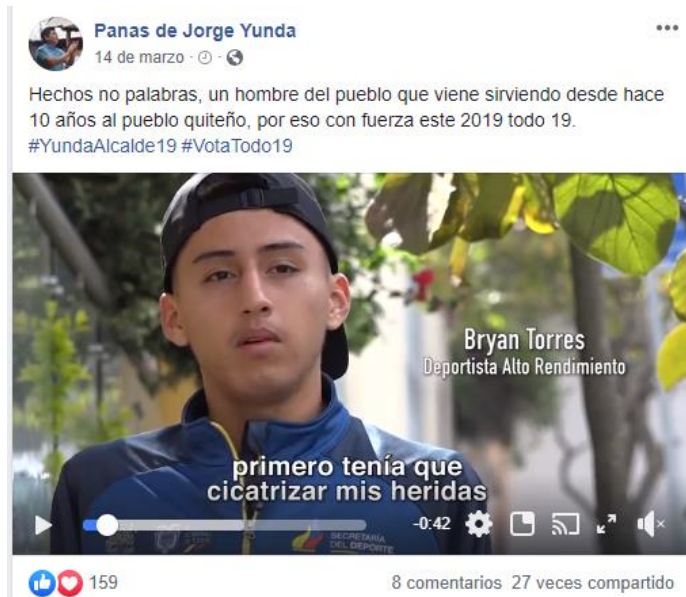 Panas de Jorge Yunda
14 de marzo
Hechos no palabras, un hombre del pueblo que viene sirviendo desde hace
10 años al pueblo quiteño, por eso con fuerza este 2019 todo 19.
#YundaAlcalde19 #VotaTodo19
Bryan Torres
Deportista Alto Rendimiento
primero tenía que
cicatrizar mis heridas
-0:42
SECRETARÍA
DEL DEPORTE
159
8 comentarios 27 veces compartido